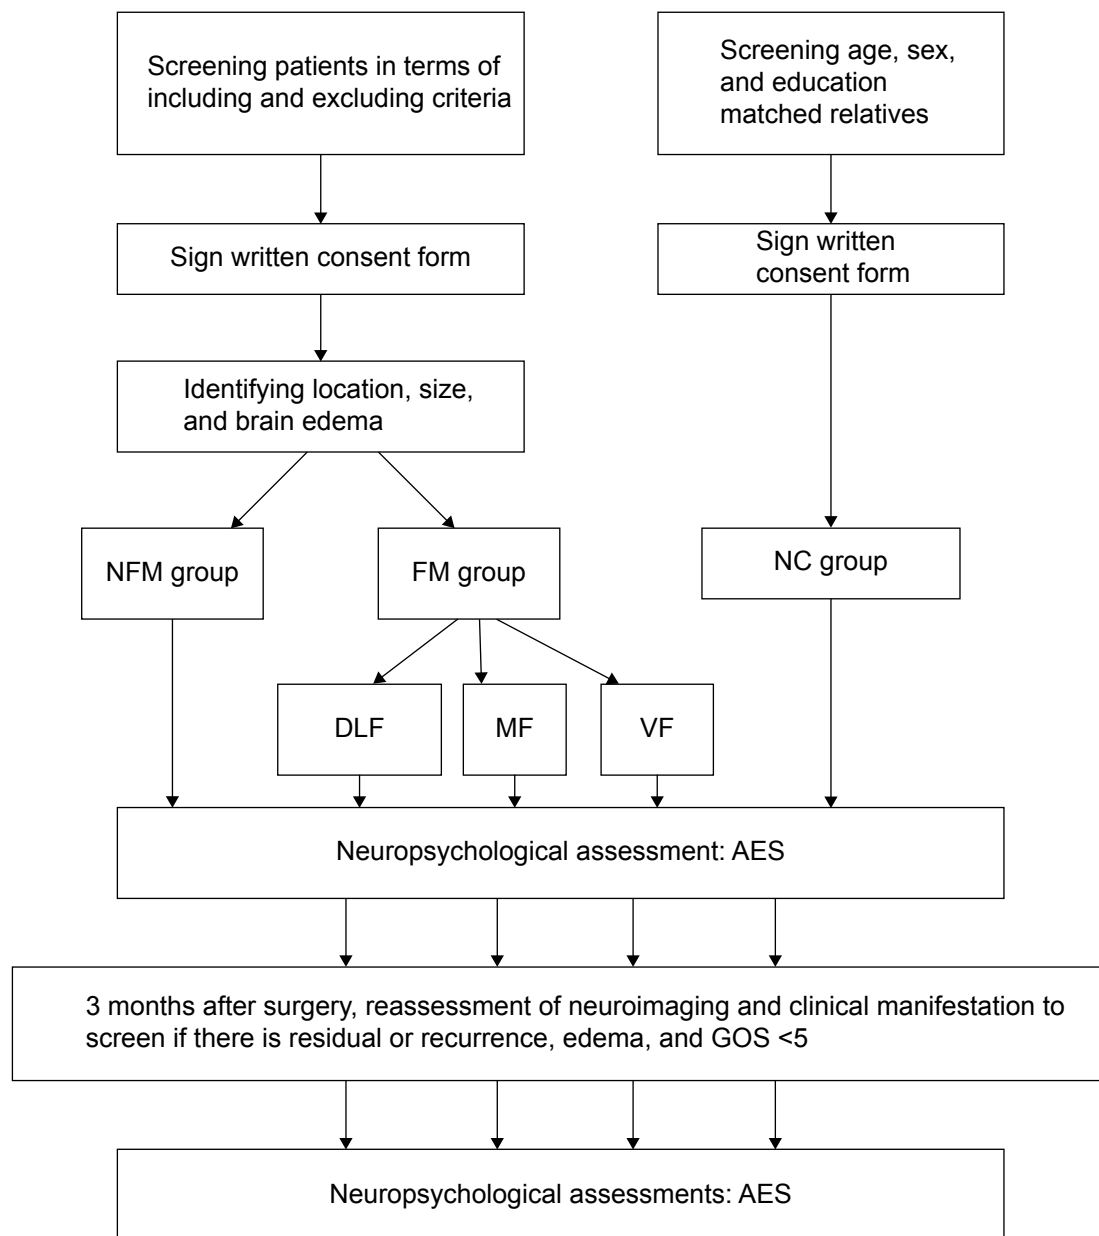 Screening patients in terms of
including and excluding criteria
Screening age, sex,
and education
matched relatives
Sign written consent form
Sign written
consent form
Identifying location, size,
and brain edema
NFM group
FM group
NC group
DLF
MF
VF
Neuropsychological assessment: AES
3 months after surgery, reassessment of neuroimaging and clinical manifestation to
screen if there is residual or recurrence, edema, and GOS <5
Neuropsychological assessments: AES